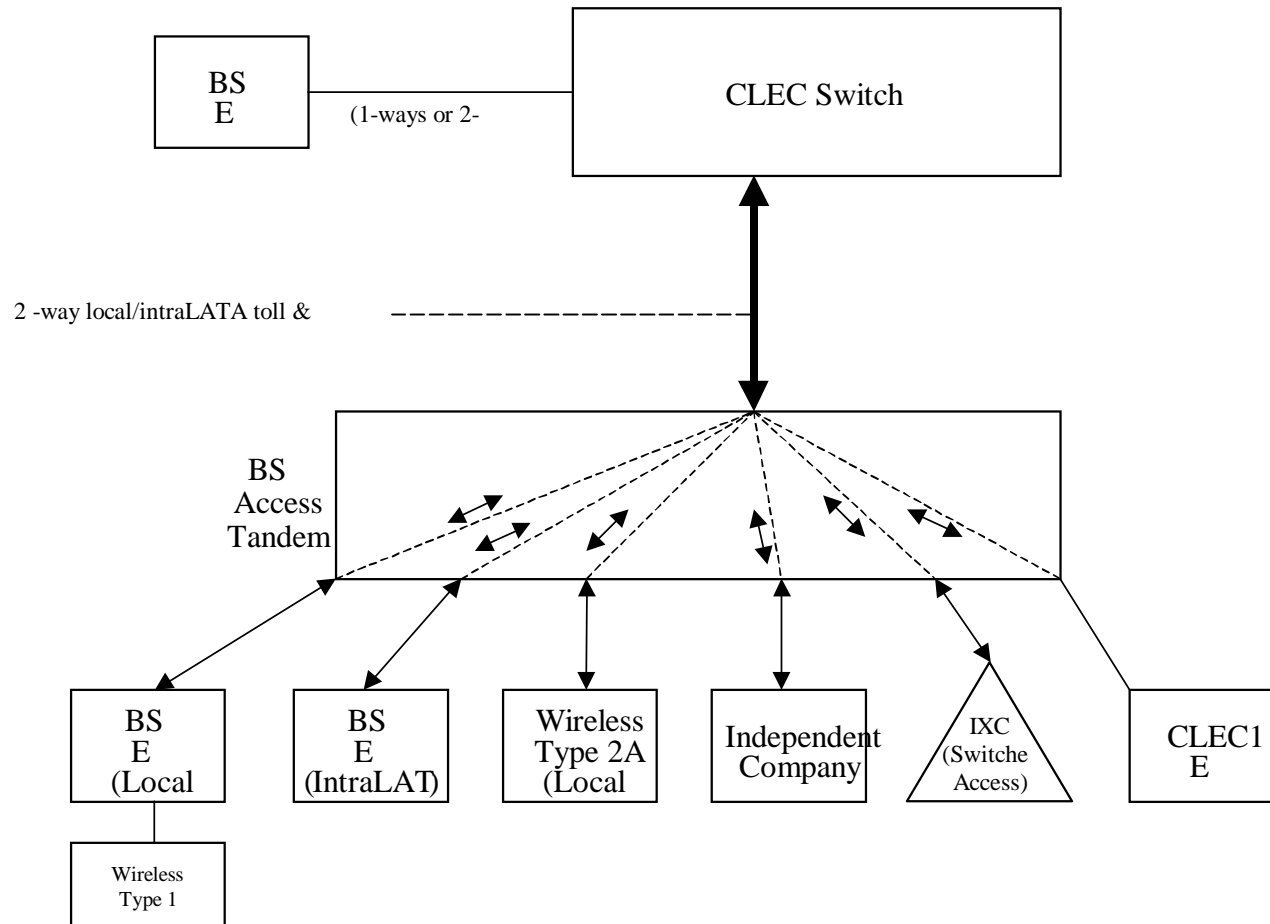 BS
E
CLEC Switch
(1-ways or 2-
2 -way local/intraLATA toll &
BS
Access
Tandem
BS
E
(Local
BS
E
(IntraLAT)
Wireless
Type 2A
(Local
Independent
Company
IXC
(Switche
Access)
CLEC1
E
Wireless
Type 1